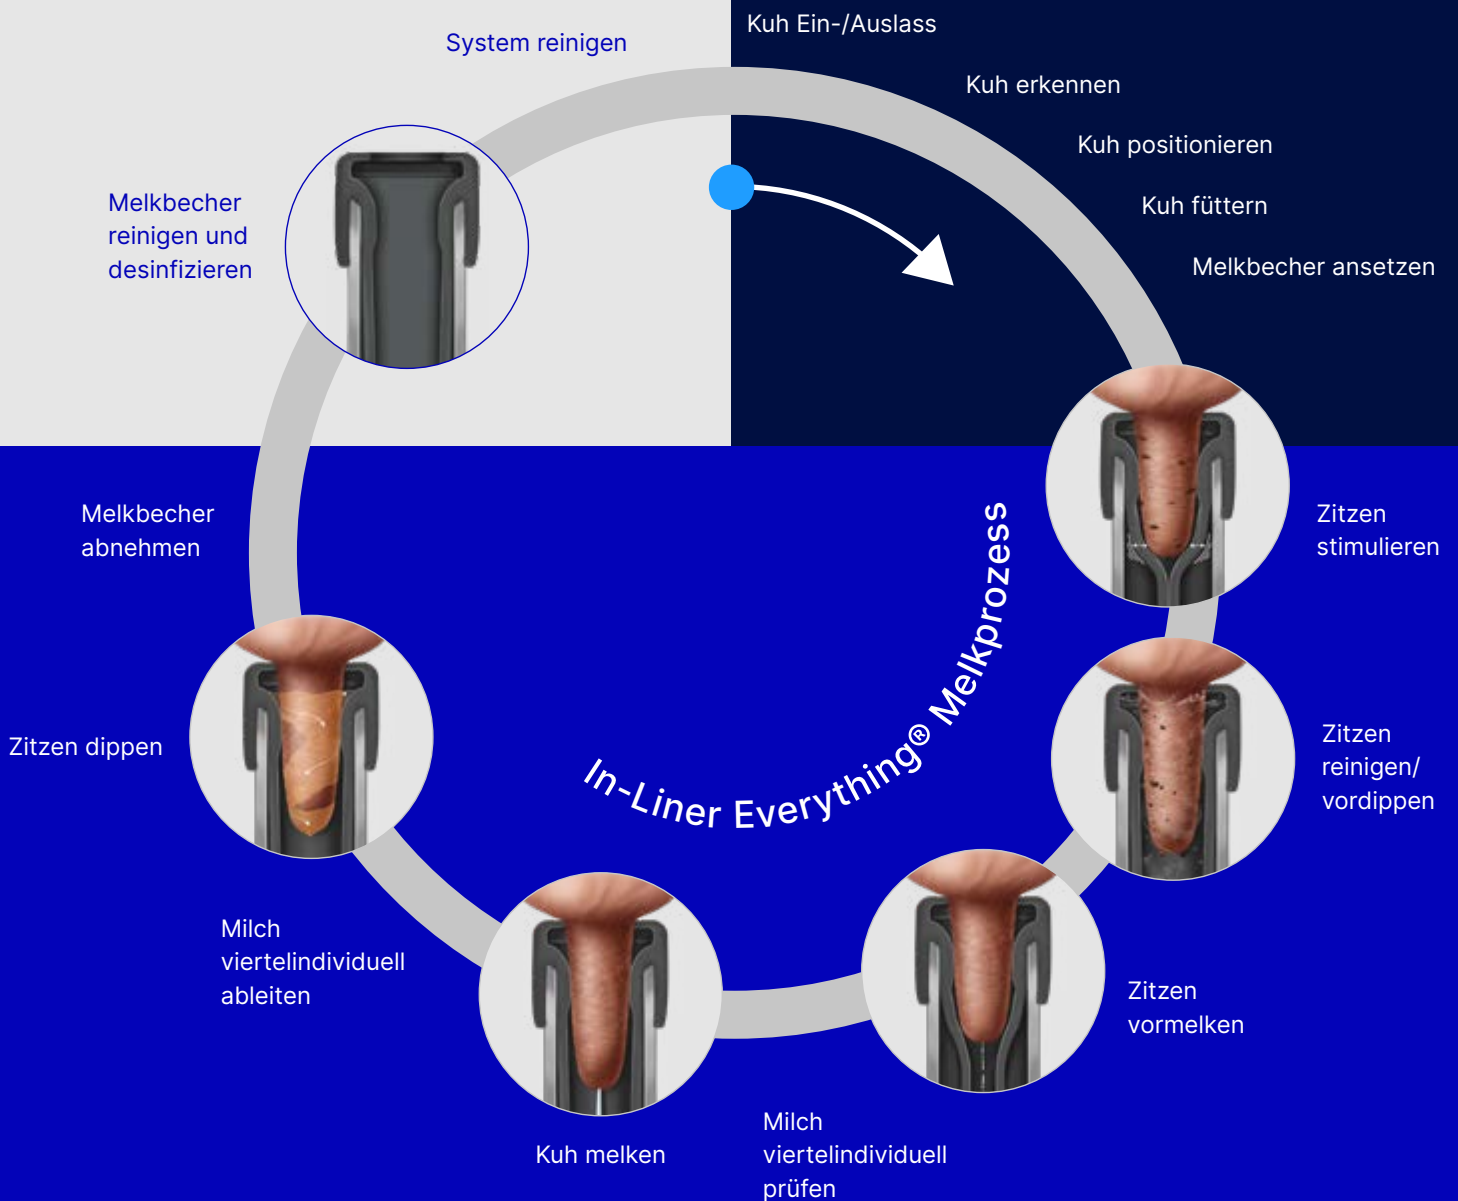 Kuh Ein-/Auslass
Kuh erkennen
Kuh positionieren
Kuh füttern
Melkbecher ansetzen
Zitzen
stimulieren
Zitzen
reinigen/
vordippen
Zitzen
vormelken
Milch
viertelindividuell
prüfen
Kuh melken
Milch
viertelindividuell
ableiten
Zitzen dippen
Melkbecher
abnehmen
Melkbecher
reinigen und
desinfizieren
System reinigen
In-Liner Everything® Melkprozess